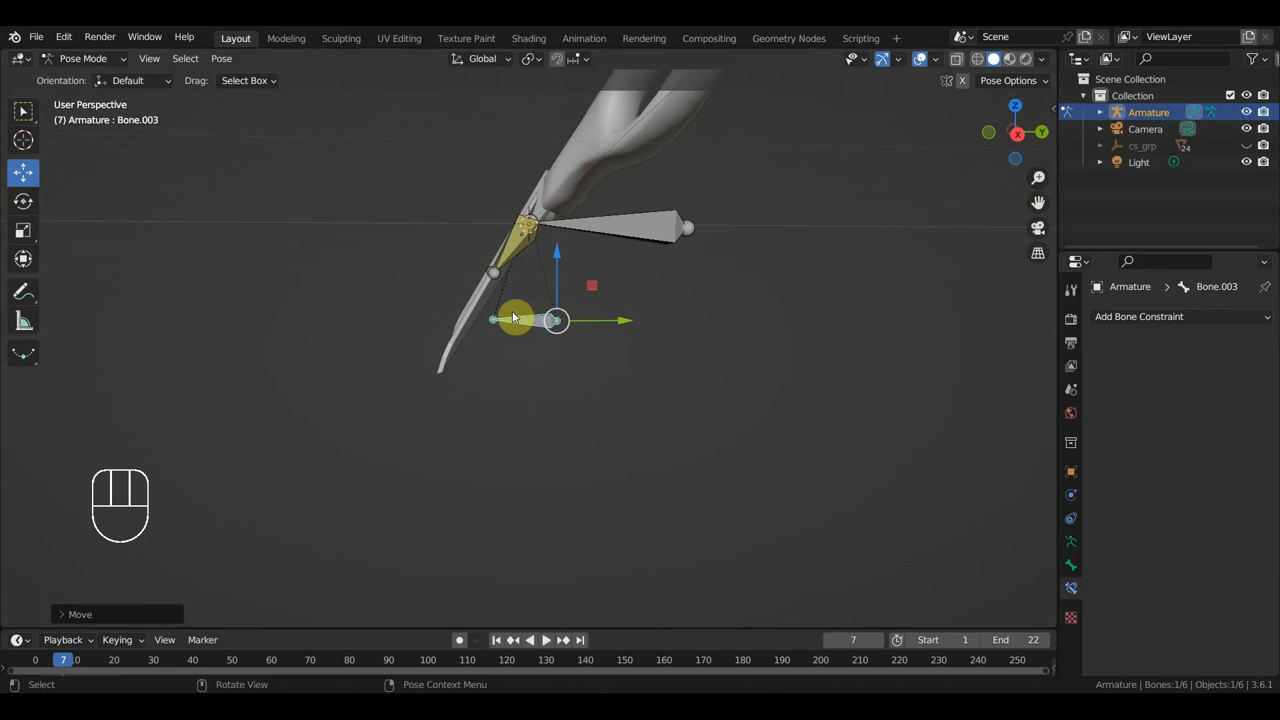 File Edit Render Window Help Layout Modeling Sculpting UV Editing Texture Paint Shading Animation Rendering Compositing Geometry Nodes Scripting + Scene ViewLayer
Pose Mode View Select Pose Global
Orientation: Default Drag: Select Box X Pose Options
Scene Collection
Collection
Armature
Camera
cs_grp 24
Light
User Perspective
(7) Armature : Bone.003
Z
Y
X
Armature > Bone.003
Add Bone Constraint
> Move
Playback Keying View Marker 7 Start 1 End 22
0 7 10 20 30 40 50 60 70 80 90 100 110 120 130 140 150 160 170 180 190 200 210 220 230 240 250
Select Rotate View Pose Context Menu Armature | Bones:1/6 | Objects:1/6 | 3.6.1